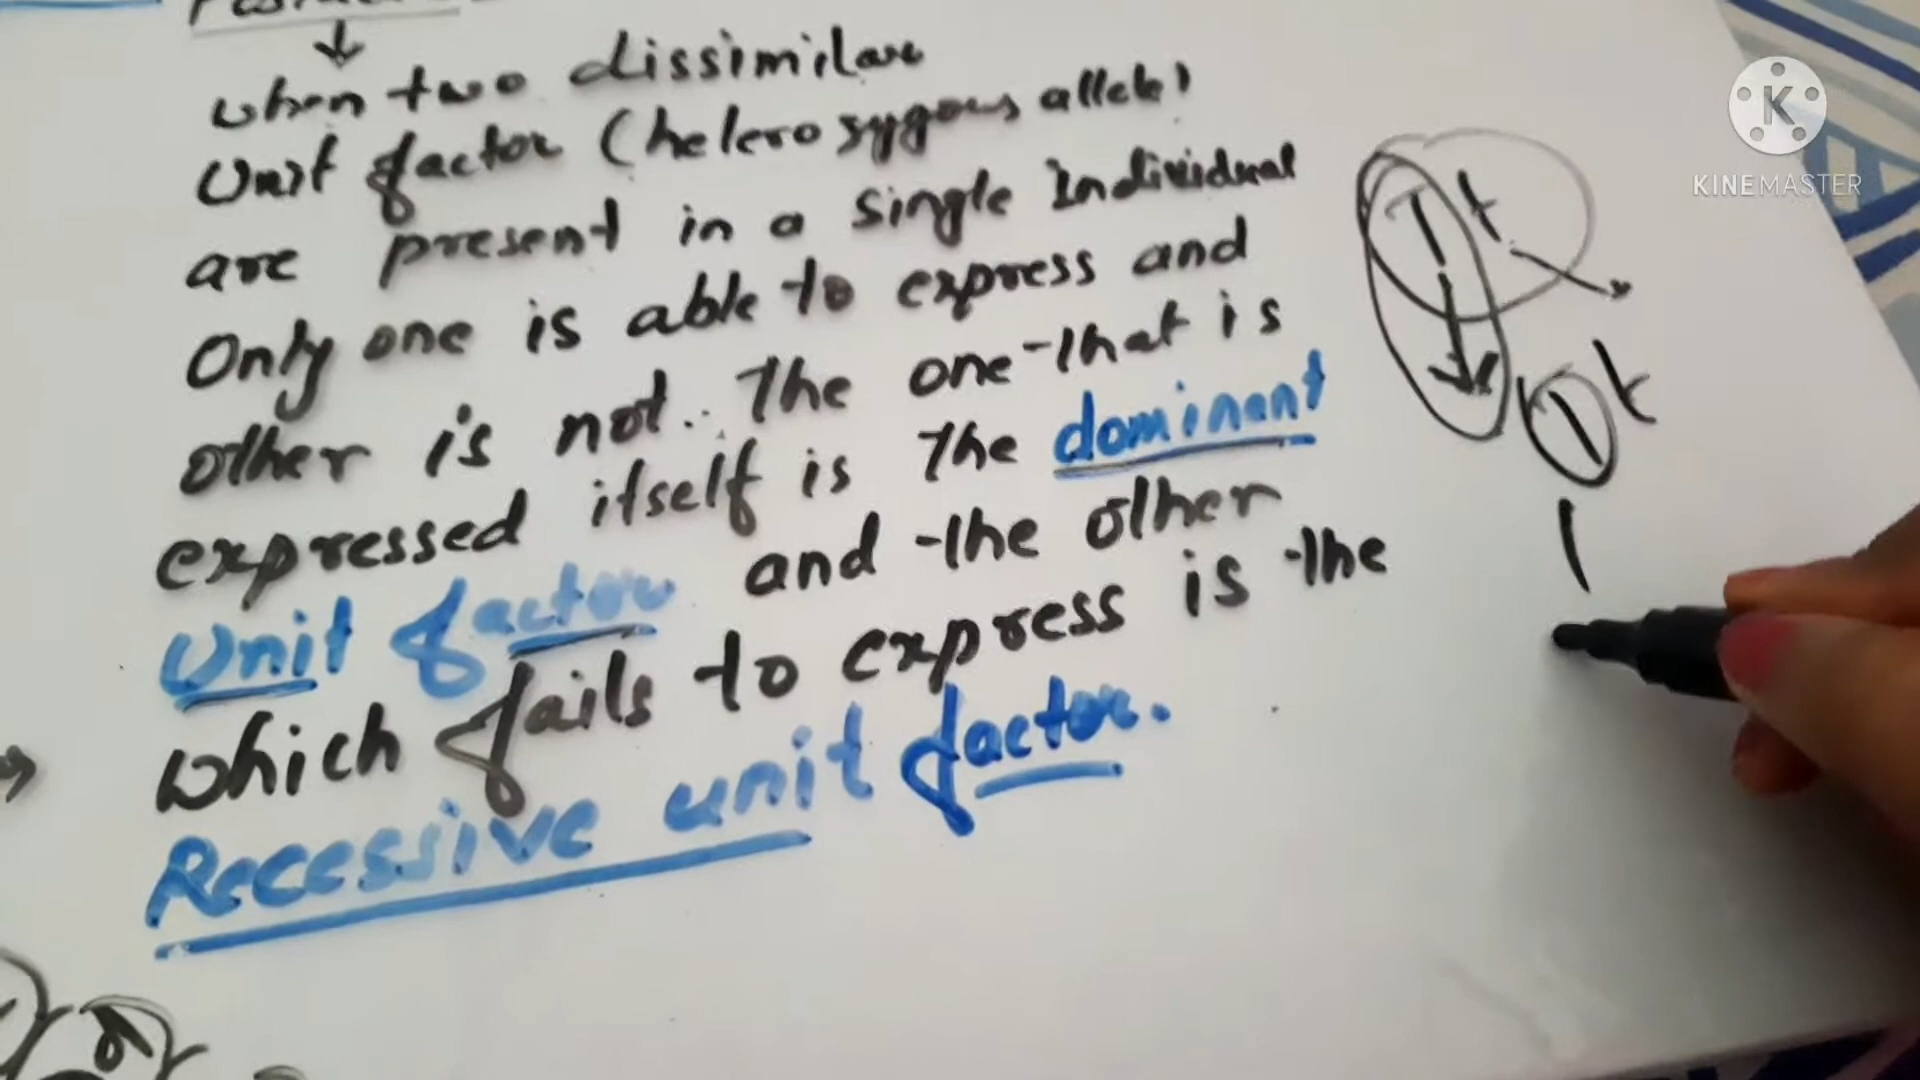 When two dissimilar
Unit factor (heterozygous allele)
are present in a single individual
Only one is able to express and
other is not. The one that is
expressed itself is the dominant
Unit factor and the other
which fails to express is the
Recessive unit factor.
T t
T t
K
KINEMASTER